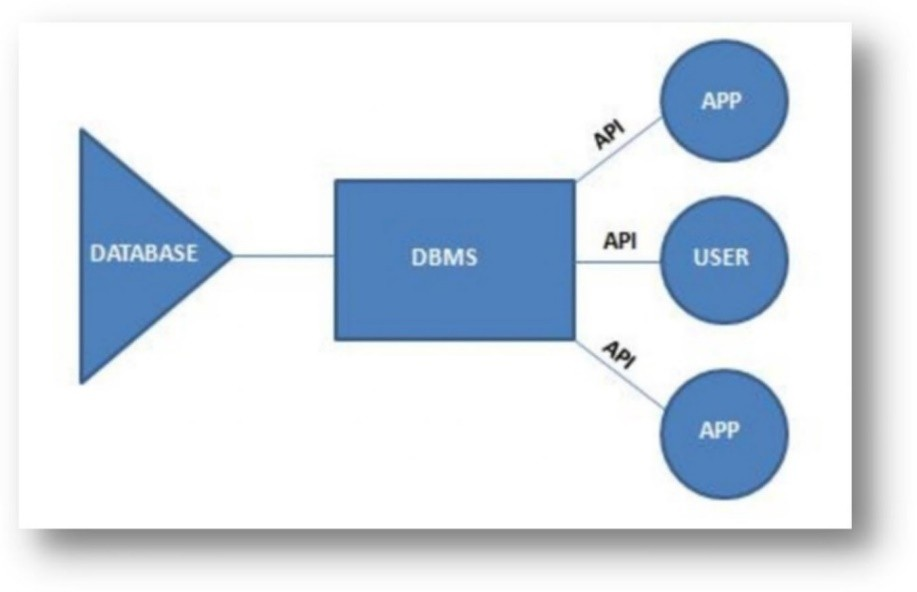 DATABASE
DBMS
API
APP
API
USER
API
APP